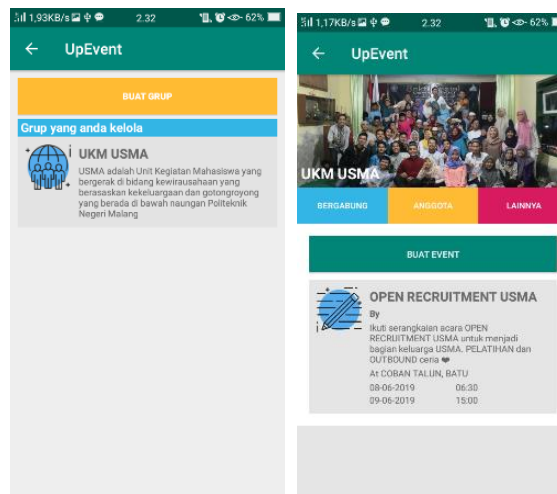 1,93KB/s 2.32 62%
UpEvent
BUAT GRUP
Grup yang anda kelola
UKM USMA
USMA adalah Unit Kegiatan Mahasiswa yang
bergerak di bidang kewirausahaan yang
berasaskan kekeluargaan dan gotongroyong
yang berada di bawah naungan Politeknik
Negeri Malang
1,17KB/s 2.32 62%
UpEvent
UKM USMA
BERGABUNG ANGGOTA LAINNYA
BUAT EVENT
OPEN RECRUITMENT USMA
By
Ikuti serangkaian acara OPEN
RECRUITMENT USMA untuk menjadi
bagian keluarga USMA. PELATIHAN dan
OUTBOUND ceria ❤
At COBAN TALUN, BATU
08-06-2019 06:30
09-06-2019 15:00